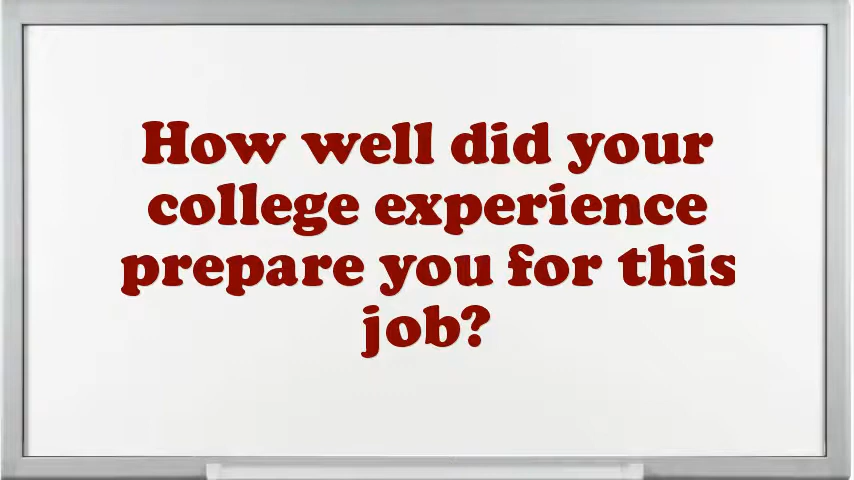 How well did your
college experience
prepare you for this
job?